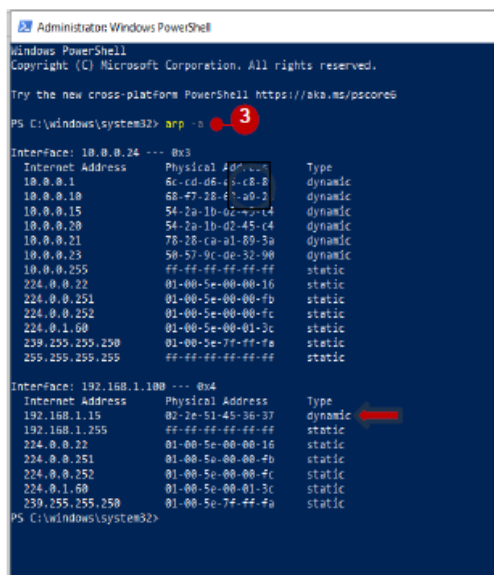 Administrator: Windows PowerShell
Windows PowerShell
Copyright (C) Microsoft Corporation. All rights reserved.
Try the new cross-platform PowerShell https://aka.ms/pscore6
PS C:\windows\system32> arp -a 3
Interface: 10.0.0.24 --- 0x3
Internet Address Physical Address Type
10.0.0.1 dynamic
10.0.0.10 dynamic
10.0.0.15 54-2a-1b-d2-45-c4 dynamic
10.0.0.20 54-2a-1b-d2-45-c4 dynamic
10.0.0.21 78-28-ca-a1-89-3a dynamic
10.0.0.23 50-57-9c-de-32-90 dynamic
10.0.0.255 ff-ff-ff-ff-ff-ff static
224.0.0.22 01-00-5e-00-00-16 static
224.0.0.251 01-00-5e-00-00-fb static
224.0.0.252 01-00-5e-00-00-fc static
224.0.1.60 01-00-5e-00-01-3c static
239.255.255.250 01-00-5e-7f-ff-fa static
255.255.255.255 ff-ff-ff-ff-ff-ff static
Interface: 192.168.1.100 --- 0x4
Internet Address Physical Address Type
192.168.1.15 02-2e-51-45-36-37 dynamic
192.168.1.255 ff-ff-ff-ff-ff-ff static
224.0.0.22 01-00-5e-00-00-16 static
224.0.0.251 01-00-5e-00-00-fb static
224.0.0.252 01-00-5e-00-00-fc static
224.0.1.60 01-00-5e-00-01-3c static
239.255.255.250 01-00-5e-7f-ff-fa static
PS C:\windows\system32>